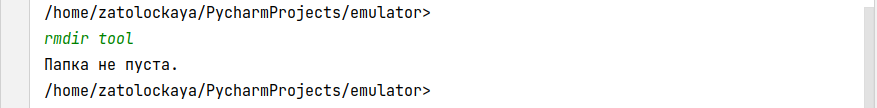 /home/zatolockaya/PycharmProjects/emulator>
rmdir tool
Папка не пуста.
/home/zatolockaya/PycharmProjects/emulator>